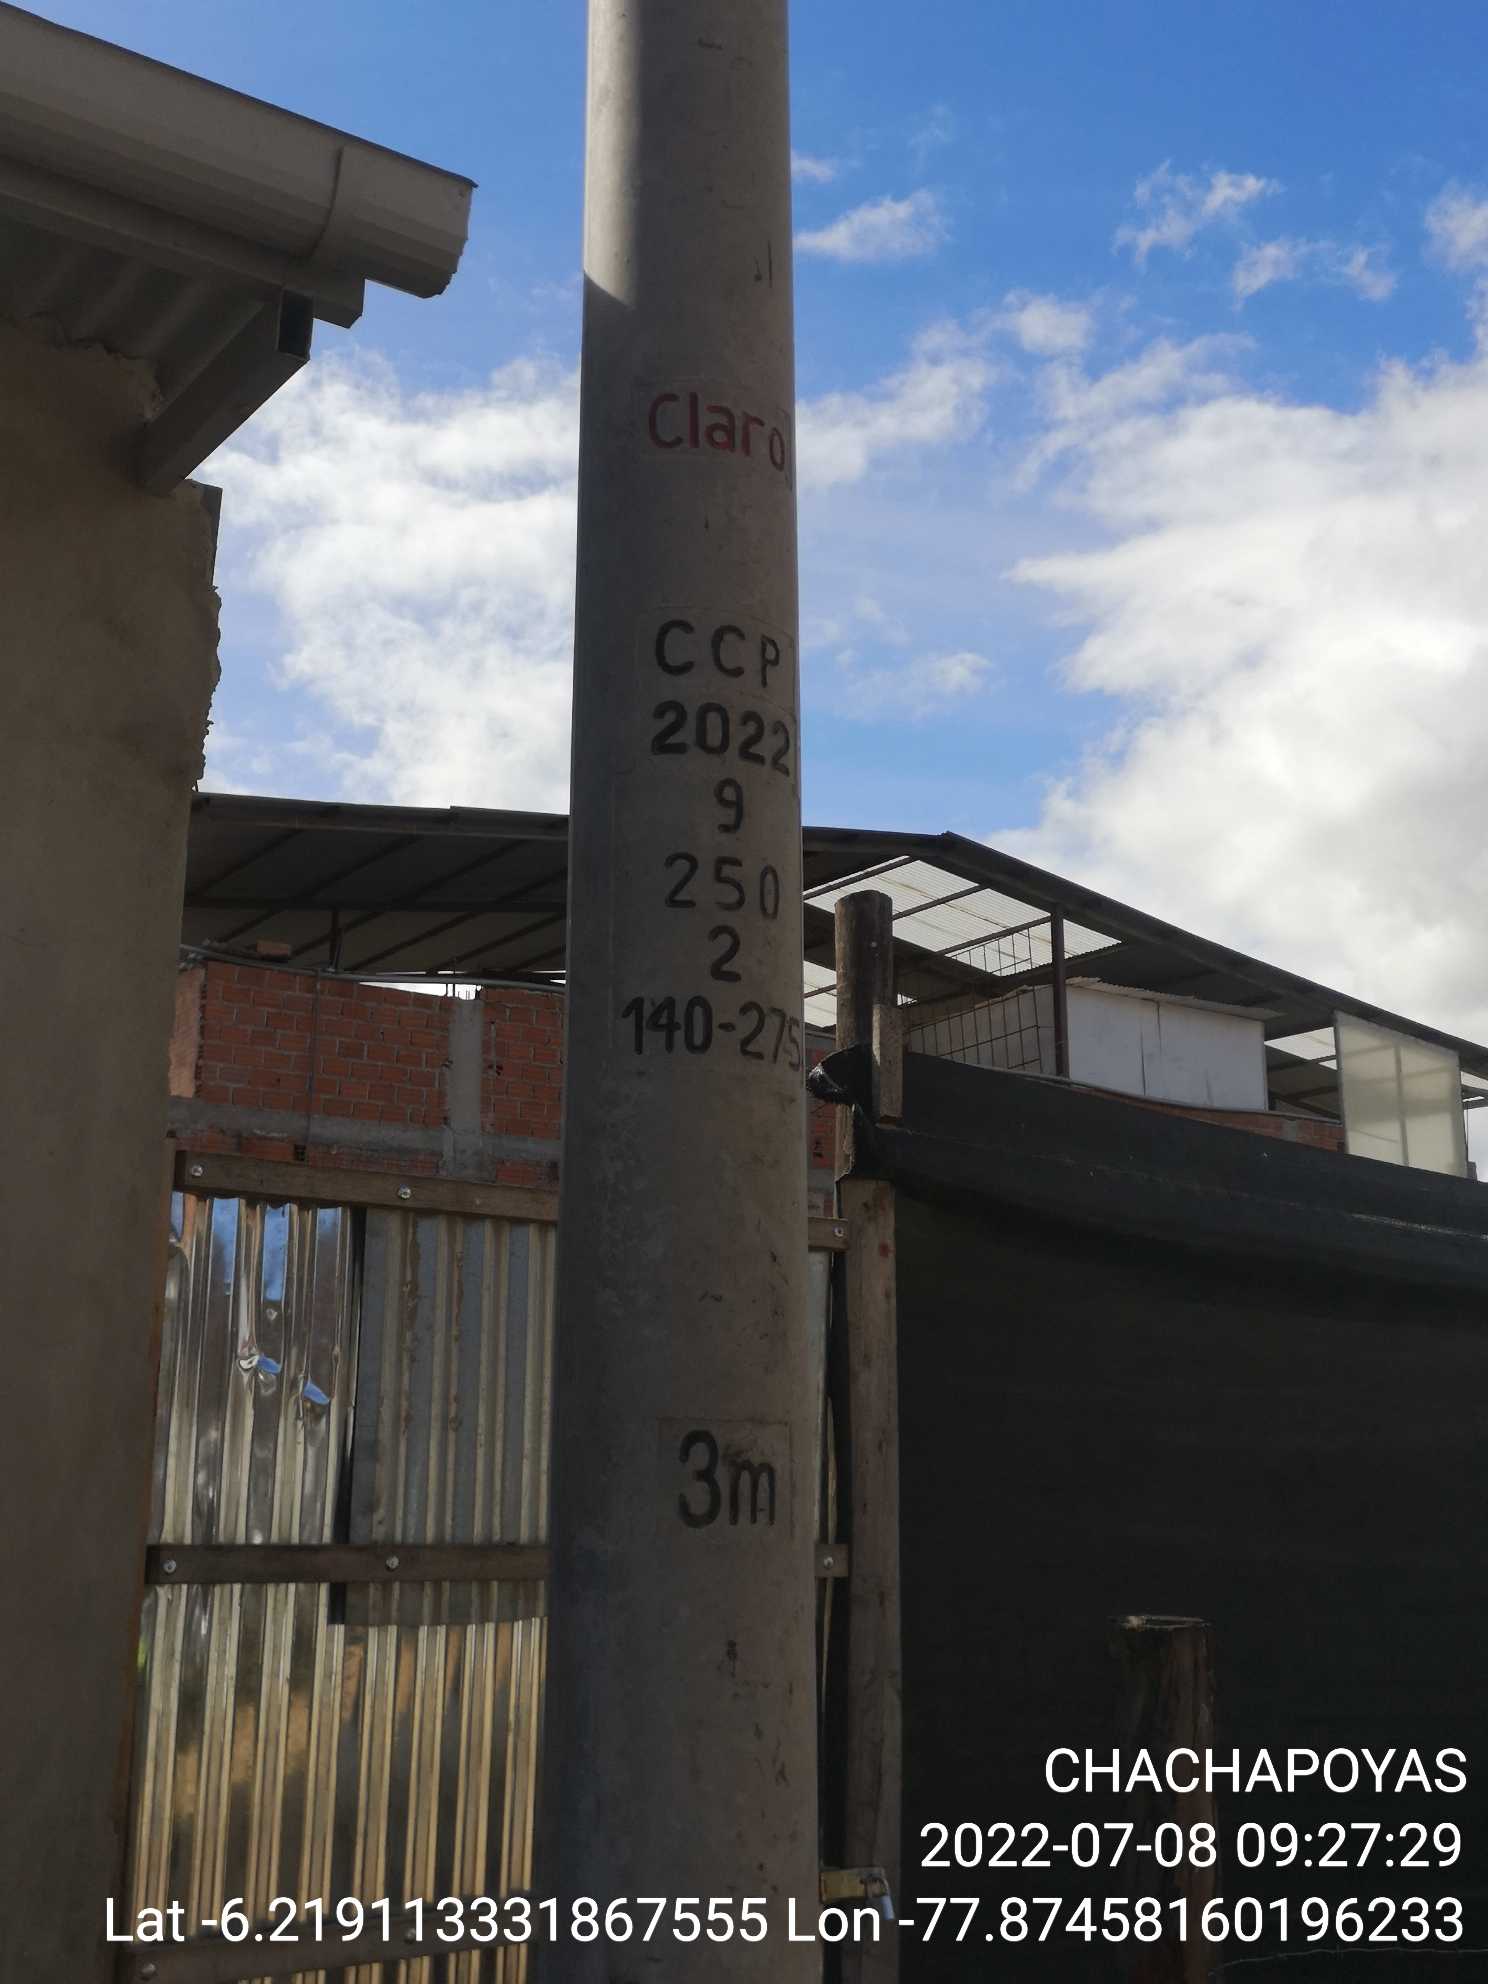 Claro
CCP
2022
9
250
2
140-275
3m
CHACHAPOYAS
2022-07-08 09:27:29
Lat -6.219113331867555 Lon -77.87458160196233